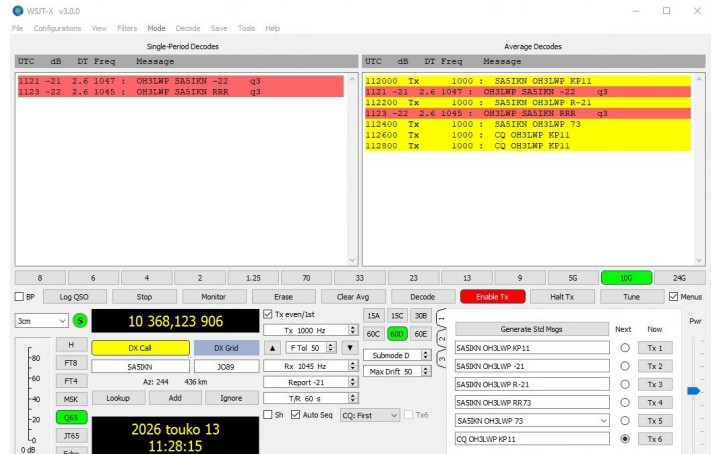 WSJT-X v3.0.0
File Configurations View Filters Mode Decode Save Tools Help
Single-Period Decodes
Average Decodes
UTC dB DT Freq Message
UTC dB DT Freq Message
1121 -21 2.6 1047 : OH3LWP SA5IKN -22 q3
1123 -22 2.6 1045 : OH3LWP SA5IKN RRR q3
112000 Tx 1000 : SA5IKN OH3LWP KP11
1121 -21 2.6 1047 : OH3LWP SA5IKN -22 q3
112200 Tx 1000 : SA5IKN OH3LWP R-21
1123 -22 2.6 1045 : OH3LWP SA5IKN RRR q3
112400 Tx 1000 : SA5IKN OH3LWP 73
112600 Tx 1000 : CQ OH3LWP KP11
112800 Tx 1000 : CQ OH3LWP KP11
8 6 4 2 1.25 70 33 23 13 9 5G 10G 24G
BP Log QSO Stop Monitor Erase Clear Avg Decode Enable Tx Halt Tx Tune Menus
3cm S 10 368,123 906
Tx even/1st
Tx 1000 Hz
15A 15C 30B
60C 60D 60E
Submode D
Max Drift 50
F Tol 50
Rx 1045 Hz
Report -21
T/R 60 s
Sh Auto Seq CQ: First Tx6
H
FT8
FT4
MSK
Q65
JT65
Echo
-80
-60
-40
-20
0
0 dB
DX Call DX Grid
SA5IKN JO89
Az: 244 436 km
Lookup Add Ignore
2026 touko 13
11:28:15
1
2
3
Generate Std Msgs Next Now
SA5IKN OH3LWP KP11 Tx 1
SA5IKN OH3LWP -21 Tx 2
SA5IKN OH3LWP R-21 Tx 3
SA5IKN OH3LWP RR73 Tx 4
SA5IKN OH3LWP 73 Tx 5
CQ OH3LWP KP11 Tx 6
Pwr